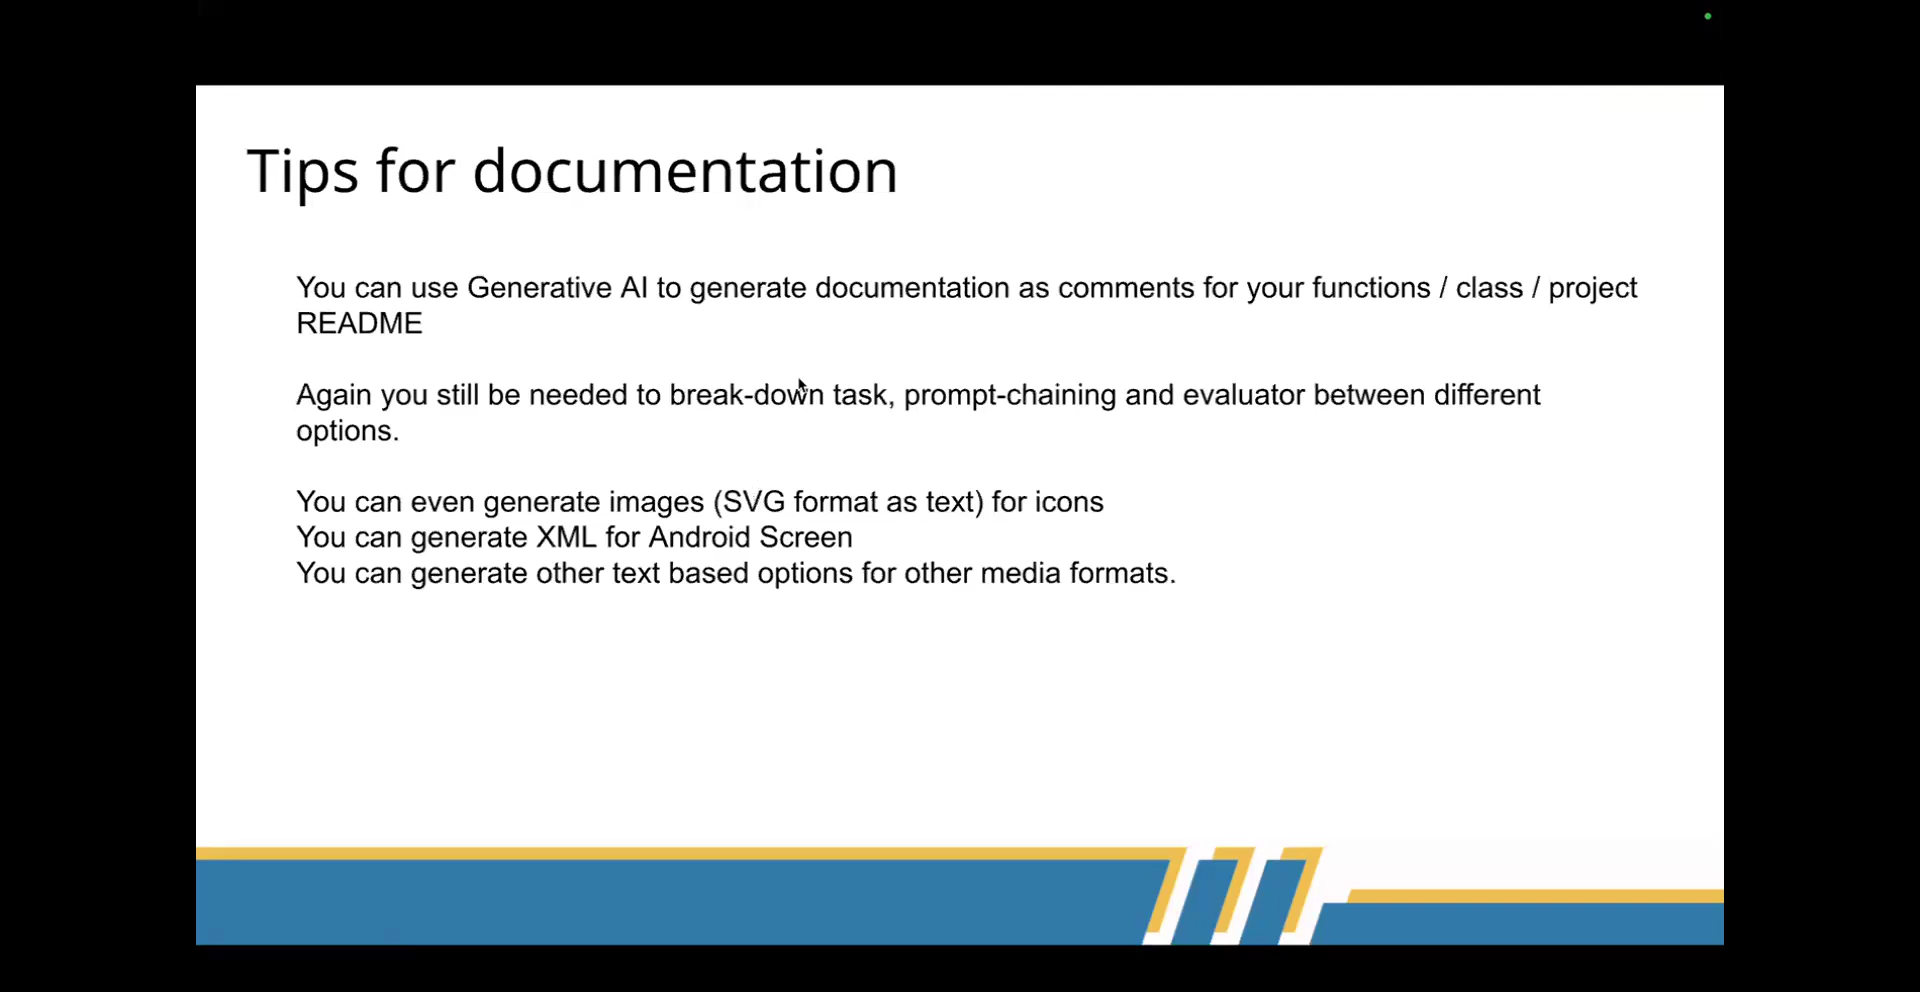 Tips for documentation
You can use Generative AI to generate documentation as comments for your functions / class / project
README
Again you still be needed to break-down task, prompt-chaining and evaluator between different
options.
You can even generate images (SVG format as text) for icons
You can generate XML for Android Screen
You can generate other text based options for other media formats.